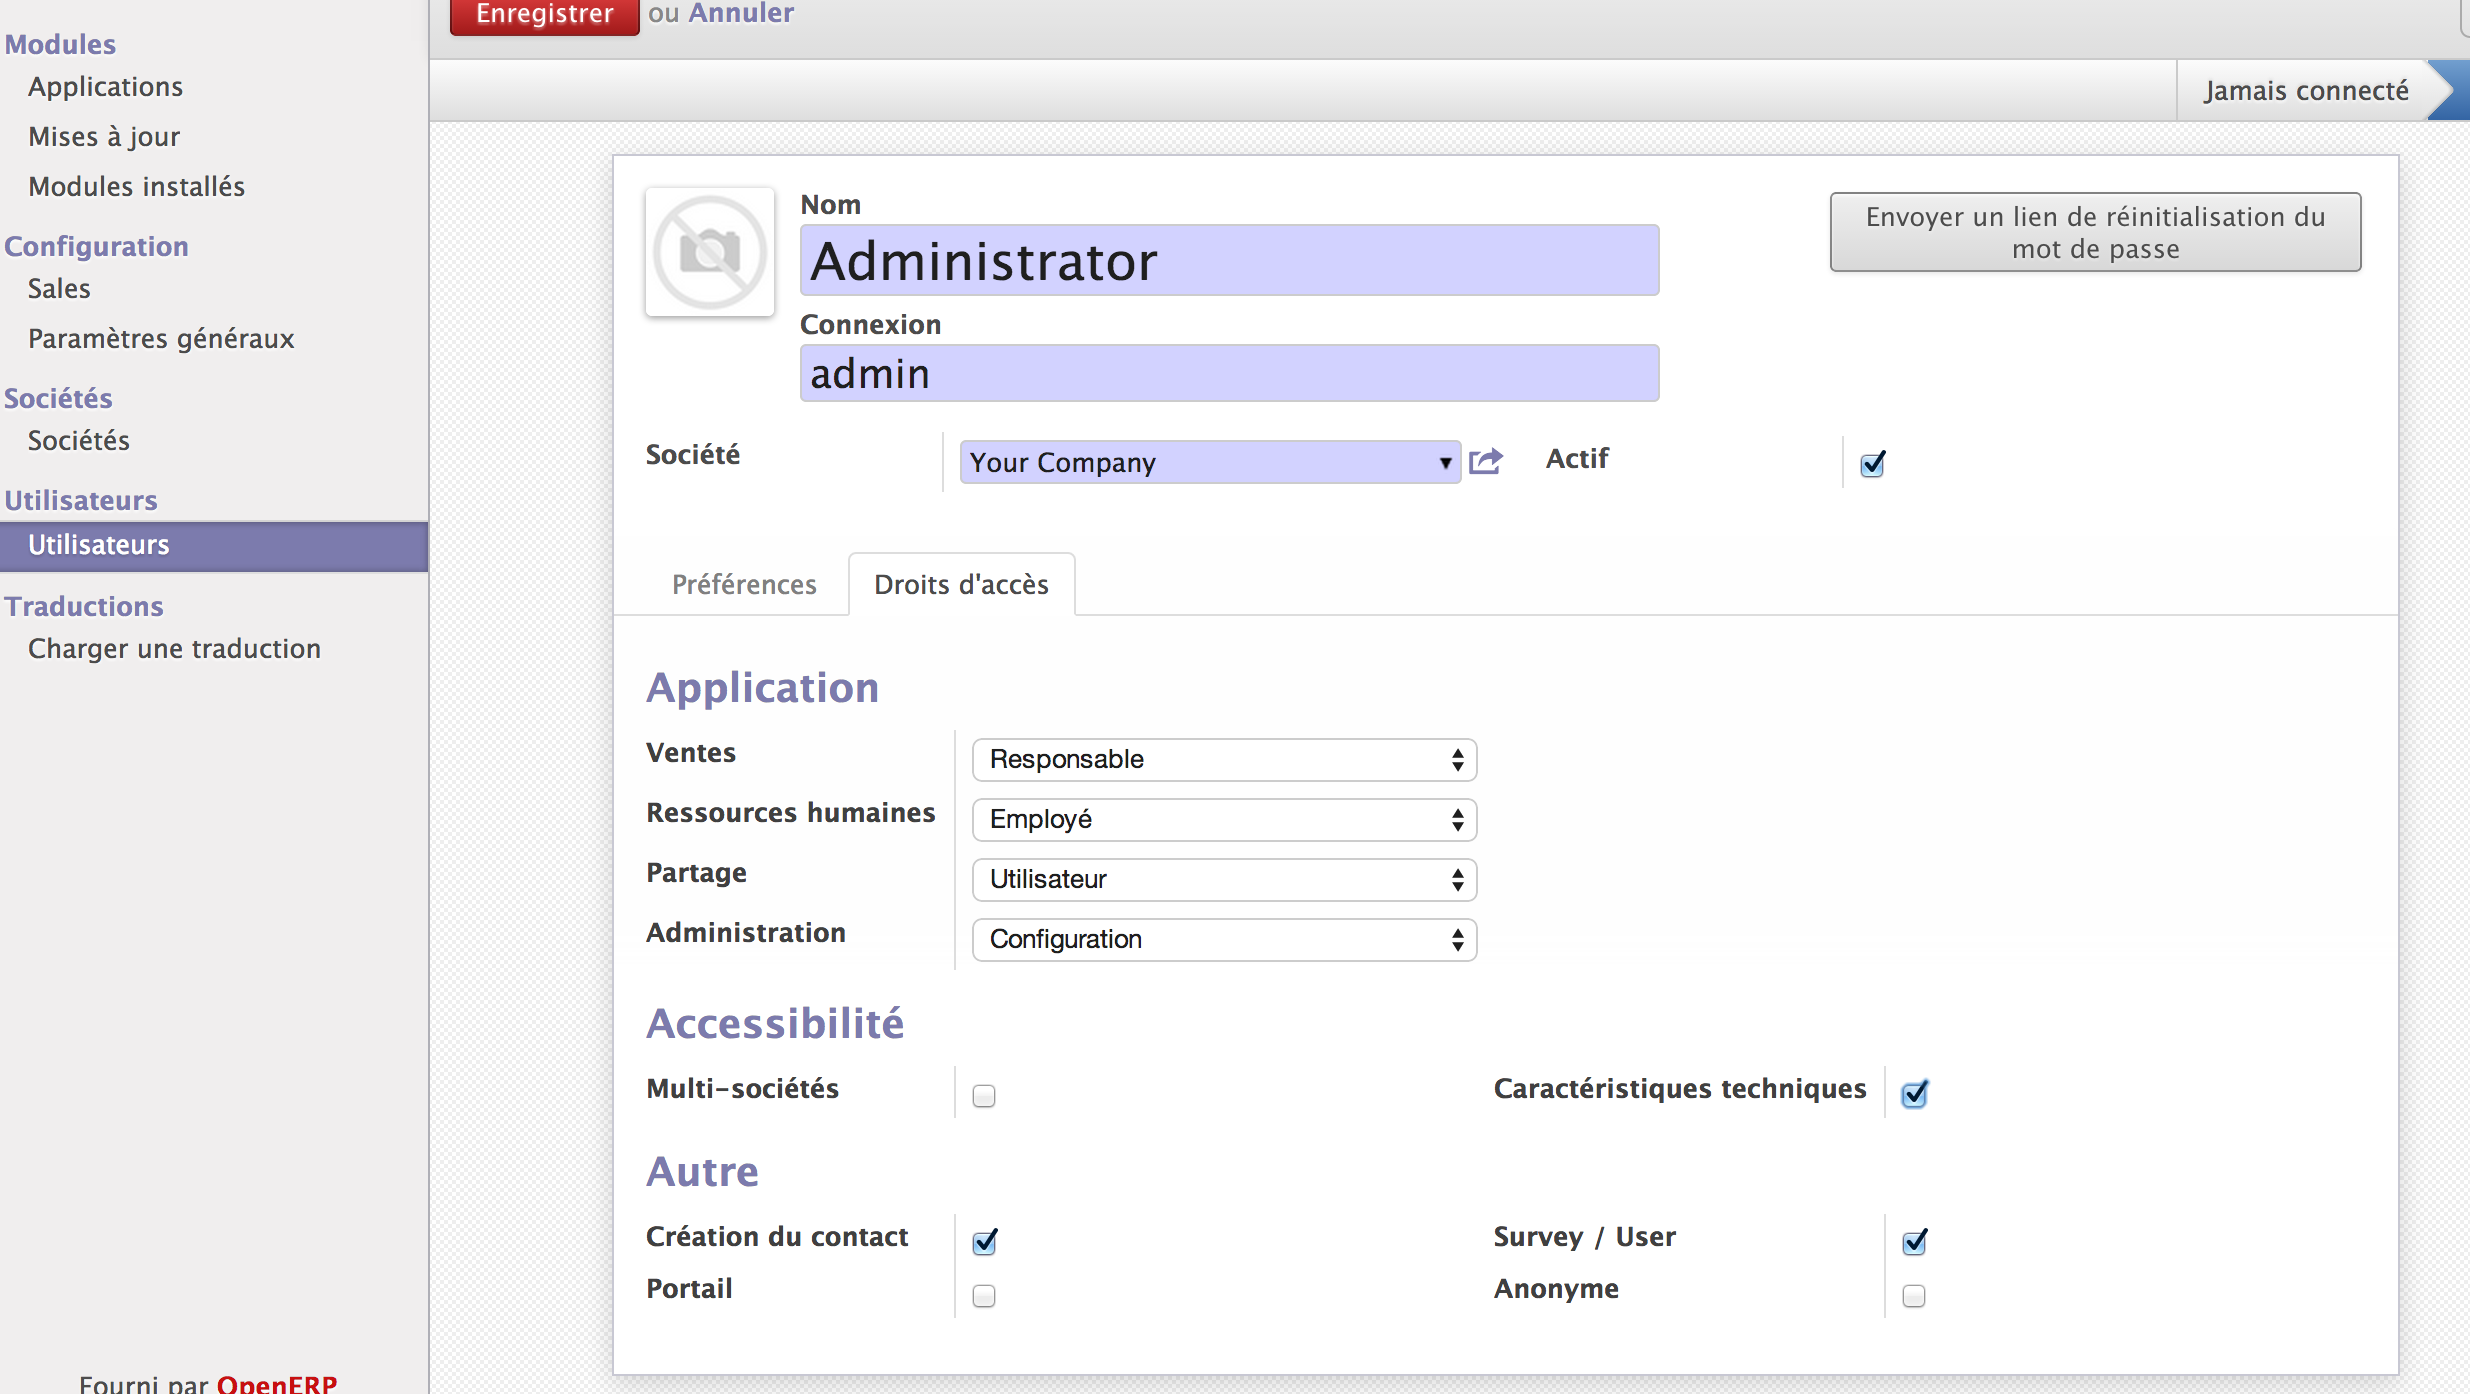 Enregistrer ou Annuler
Modules
Applications
Mises à jour
Modules installés
Configuration
Sales
Paramètres généraux
Sociétés
Sociétés
Utilisateurs
Utilisateurs
Traductions
Charger une traduction
Fourni par OpenERP
Jamais connecté
Nom
Administrator
Envoyer un lien de réinitialisation du
mot de passe
Connexion
admin
Société Your Company Actif
Préférences Droits d'accès
Application
Ventes Responsable
Ressources humaines Employé
Partage Utilisateur
Administration Configuration
Accessibilité
Multi-sociétés Caractéristiques techniques
Autre
Création du contact Survey / User
Portail Anonyme